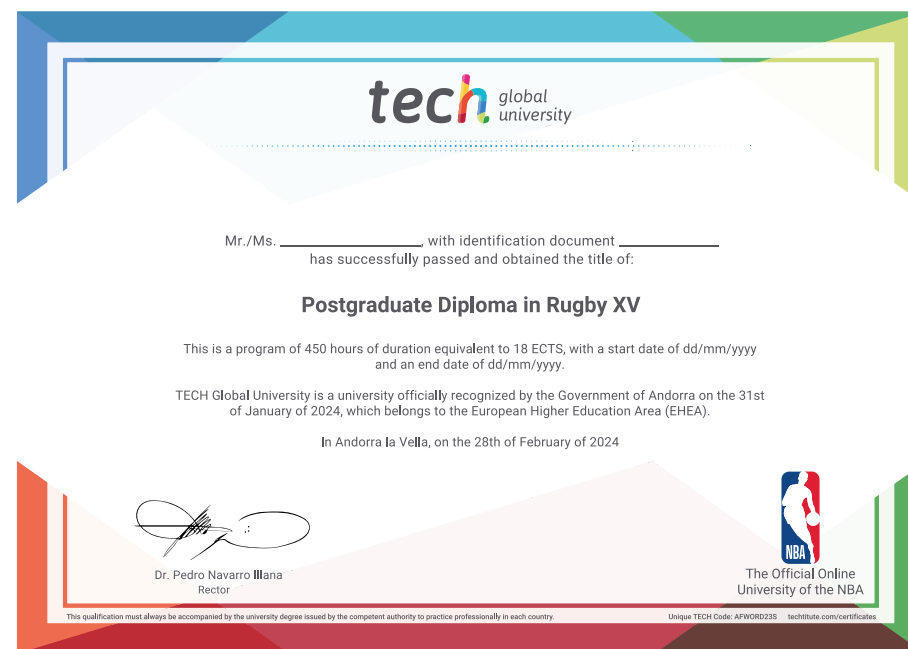 tech global university
Mr./Ms. ____________________, with identification document ______________
has successfully passed and obtained the title of:
Postgraduate Diploma in Rugby XV
This is a program of 450 hours of duration equivalent to 18 ECTS, with a start date of dd/mm/yyyy
and an end date of dd/mm/yyyy.
TECH Global University is a university officially recognized by the Government of Andorra on the 31st
of January of 2024, which belongs to the European Higher Education Area (EHEA).
In Andorra la Vella, on the 28th of February of 2024
NBA
Dr. Pedro Navarro Illana
Rector
The Official Online
University of the NBA
This qualification must always be accompanied by the university degree issued by the competent authority to practice professionally in each country.
Unique TECH Code: AFWORD23S techtitute.com/certificates